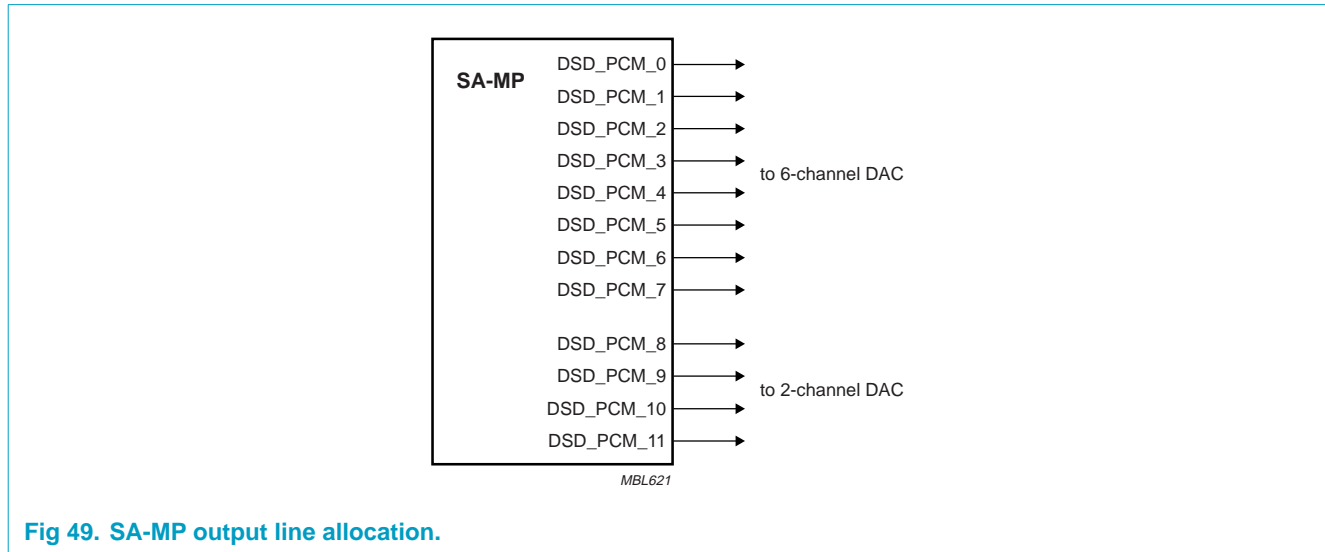 SA-MP
DSD_PCM_0
DSD_PCM_1
DSD_PCM_2
DSD_PCM_3
DSD_PCM_4
DSD_PCM_5
DSD_PCM_6
DSD_PCM_7
to 6-channel DAC
DSD_PCM_8
DSD_PCM_9
DSD_PCM_10
DSD_PCM_11
to 2-channel DAC
MBL621
Fig 49. SA-MP output line allocation.